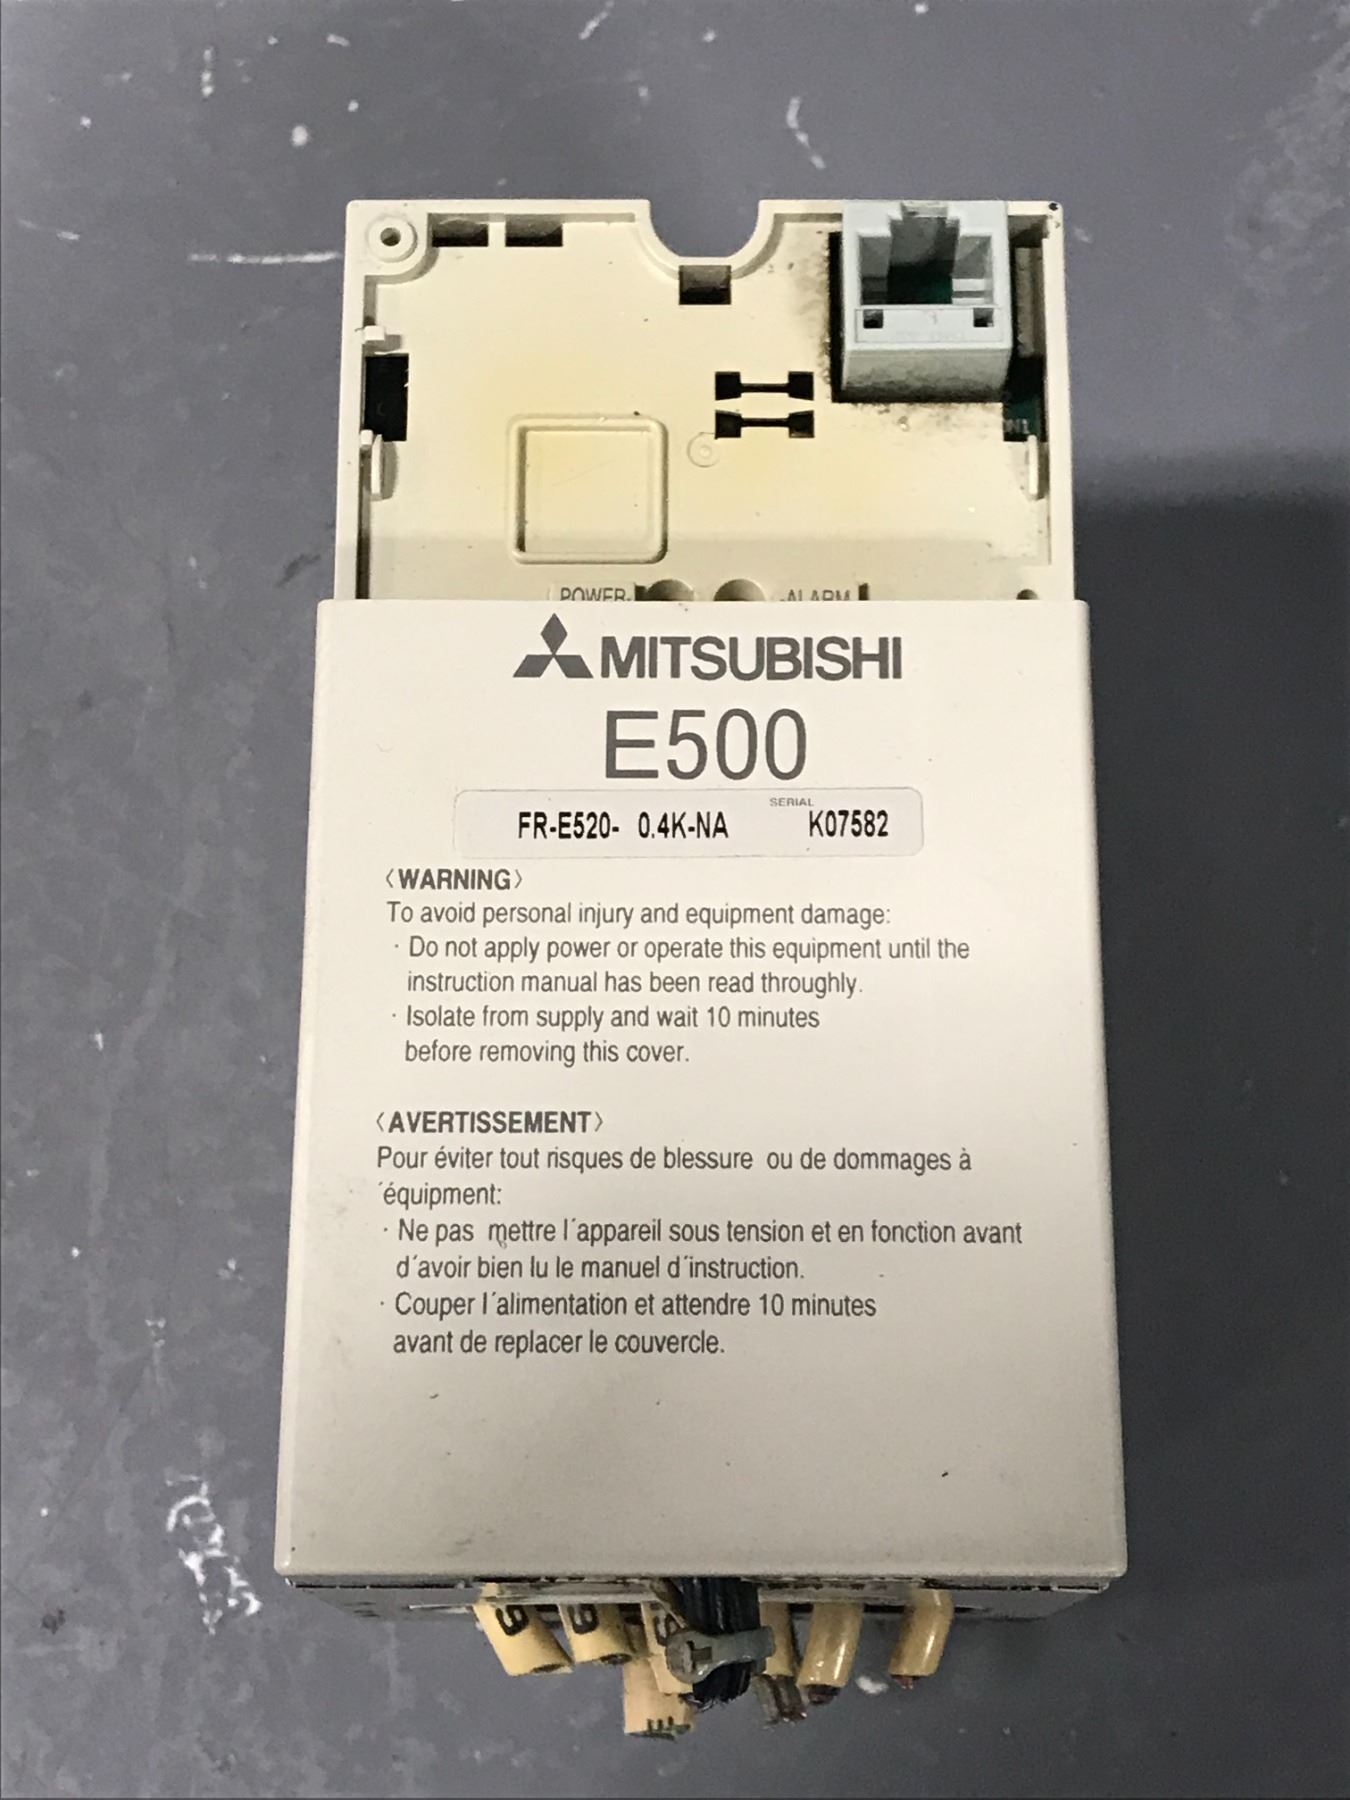 CON1
POWER
ALARM
MITSUBISHI
E500
SERIAL
FR-E520- 0.4K-NA K07582
〈WARNING〉
To avoid personal injury and equipment damage:
· Do not apply power or operate this equipment until the
instruction manual has been read throughly.
· Isolate from supply and wait 10 minutes
before removing this cover.
〈AVERTISSEMENT〉
Pour éviter tout risques de blessure ou de dommages à
´équipment:
· Ne pas mettre l´appareil sous tension et en fonction avant
d´avoir bien lu le manuel d´instruction.
· Couper l´alimentation et attendre 10 minutes
avant de replacer le couvercle.